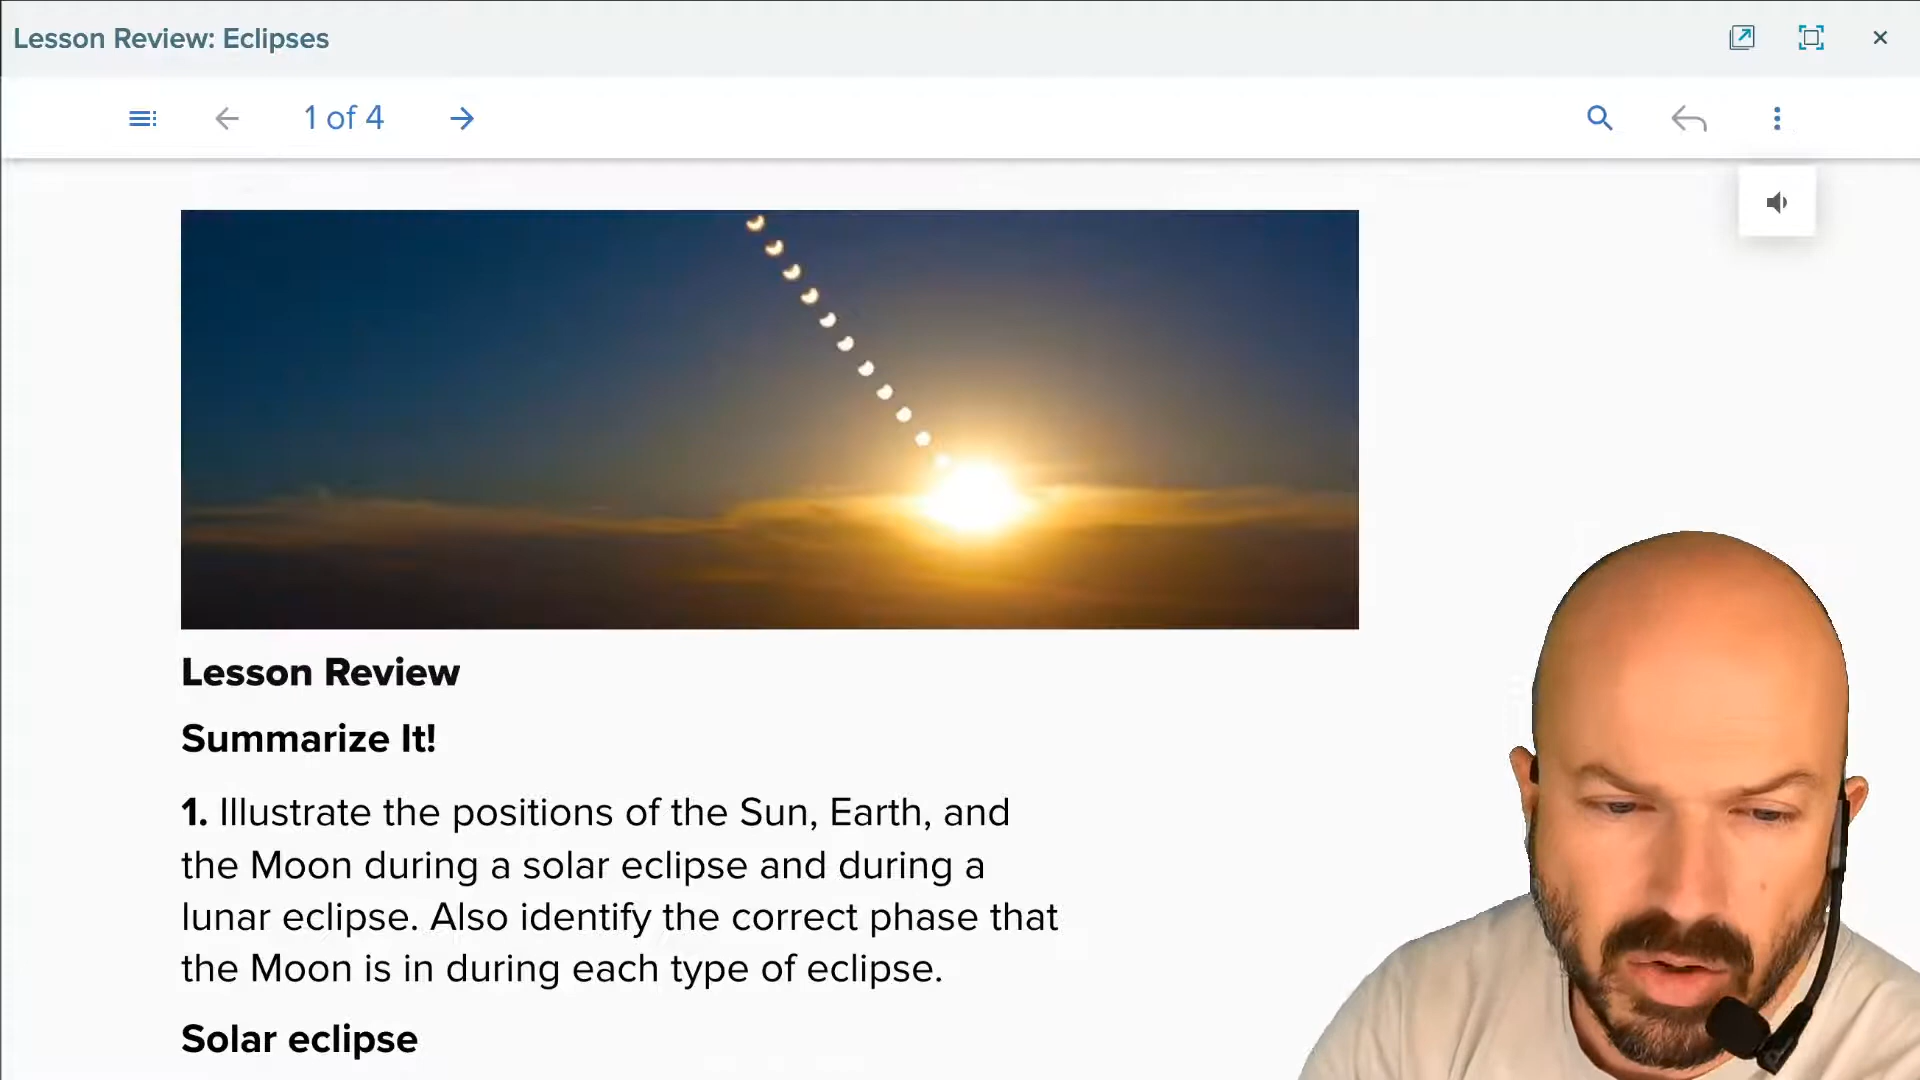 Lesson Review: Eclipses
1 of 4
Lesson Review
Summarize It!
1. Illustrate the positions of the Sun, Earth, and
the Moon during a solar eclipse and during a
lunar eclipse. Also identify the correct phase that
the Moon is in during each type of eclipse.
Solar eclipse